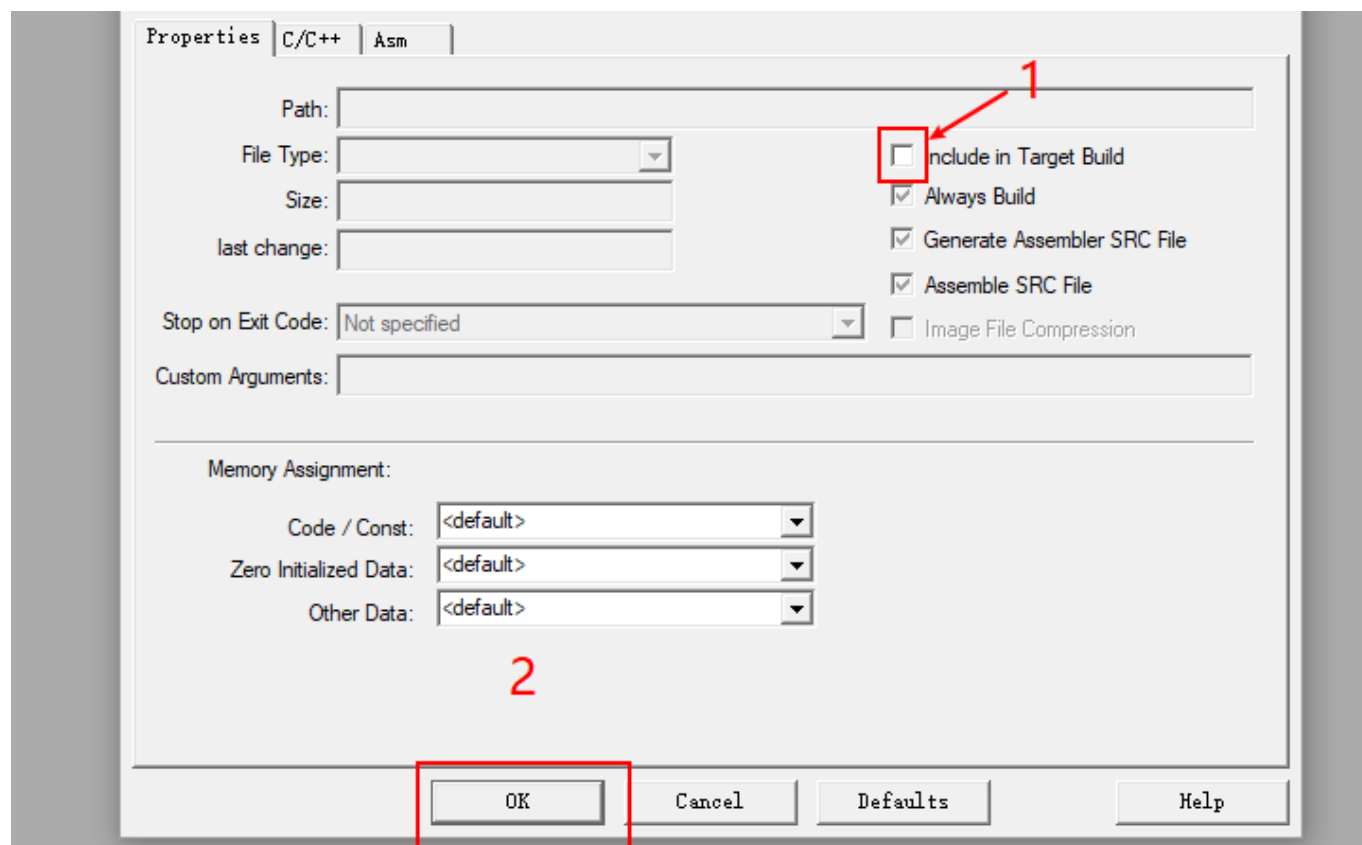 Properties C/C++ Asm
1
Path:
File Type:
Include in Target Build
Size:
Always Build
last change:
Generate Assembler SRC File
Assemble SRC File
Stop on Exit Code: Not specified
Image File Compression
Custom Arguments:
Memory Assignment:
Code / Const: <default>
Zero Initialized Data: <default>
Other Data: <default>
2
OK Cancel Defaults Help